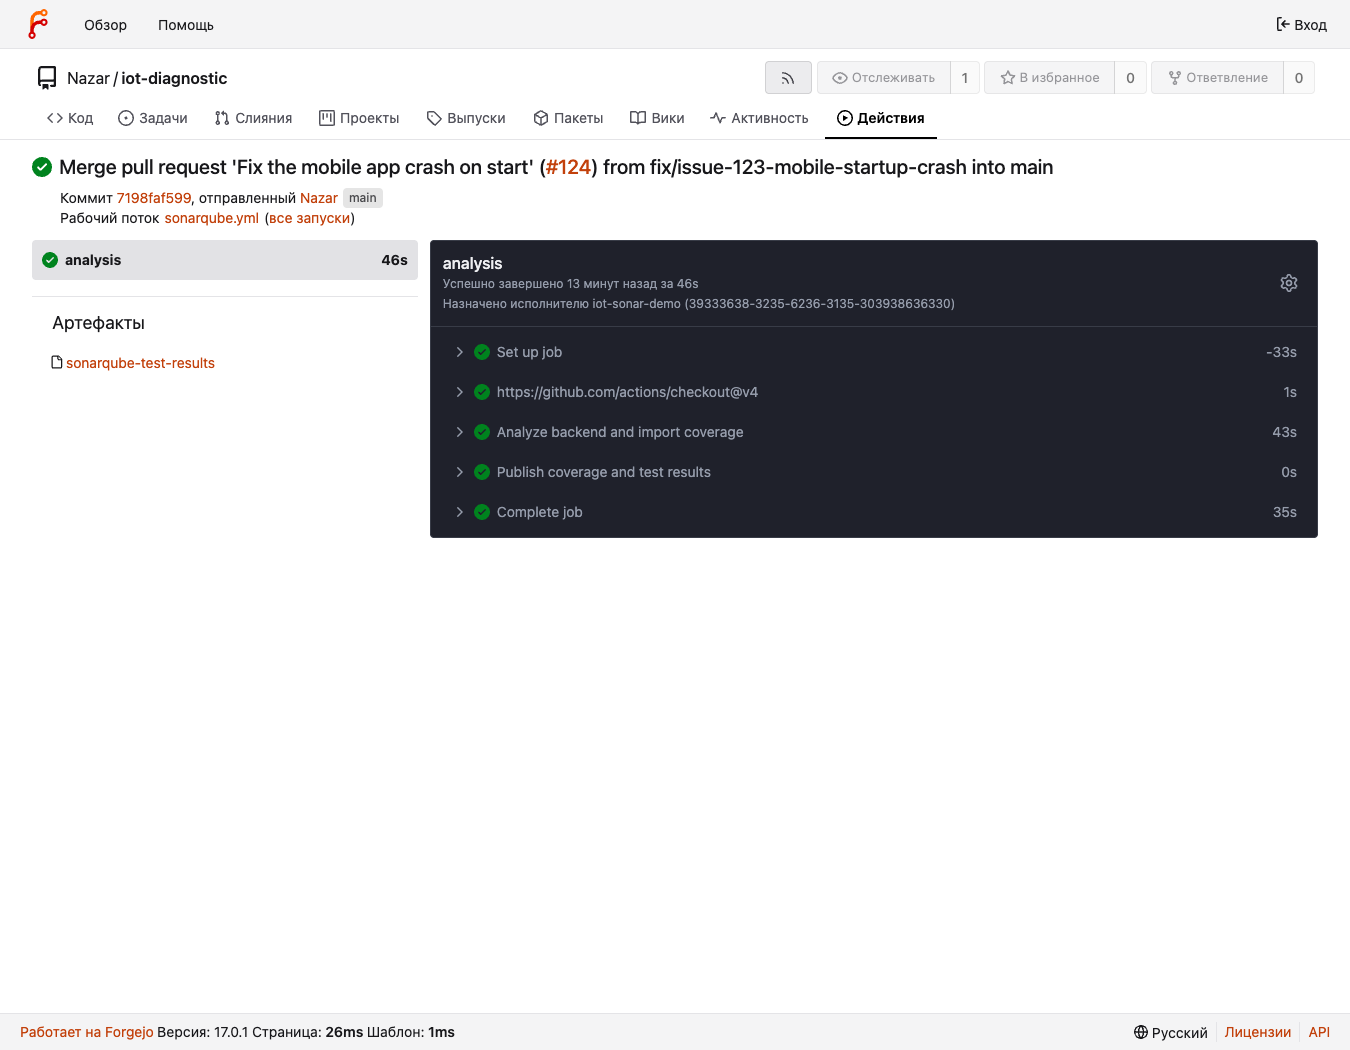 Обзор Помощь Вход
Nazar / iot-diagnostic Отслеживать 1 В избранное 0 Ответвление 0
Код Задачи Слияния Проекты Выпуски Пакеты Вики Активность Действия
Merge pull request 'Fix the mobile app crash on start' (#124) from fix/issue-123-mobile-startup-crash into main
Коммит 7198faf599, отправленный Nazar main
Рабочий поток sonarqube.yml (все запуски)
analysis 46s
Артефакты
sonarqube-test-results
analysis
Успешно завершено 13 минут назад за 46s
Назначено исполнителю iot-sonar-demo (39333638-3235-6236-3135-303938636330)
Set up job -33s
https://github.com/actions/checkout@v4 1s
Analyze backend and import coverage 43s
Publish coverage and test results 0s
Complete job 35s
Работает на Forgejo Версия: 17.0.1 Страница: 26ms Шаблон: 1ms Русский Лицензии API